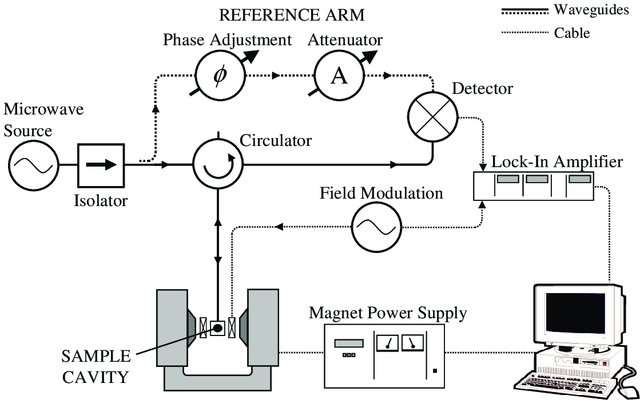 REFERENCE ARM
Waveguides
Cable
Phase Adjustment
Attenuator
ϕ
A
Detector
Microwave
Source
Circulator
Isolator
Lock-In Amplifier
Field Modulation
Magnet Power Supply
SAMPLE
CAVITY